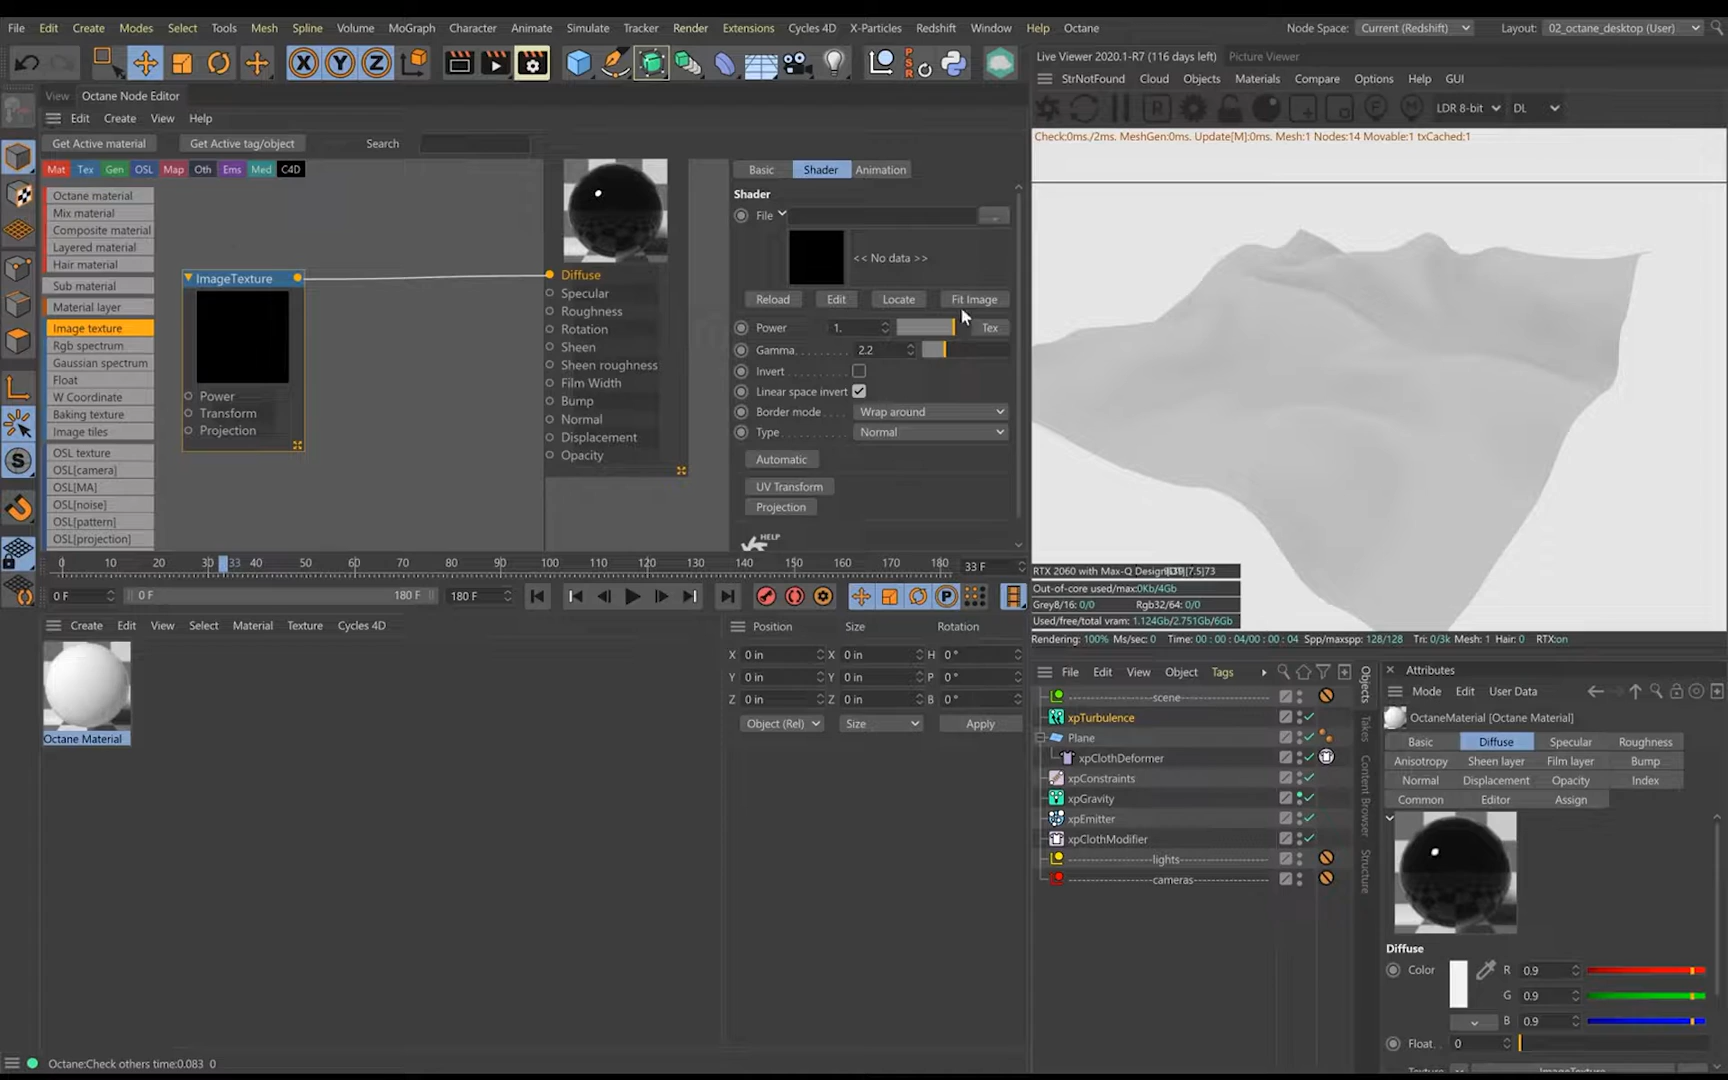 File Edit Create Modes Select Tools Mesh Spline Volume MoGraph Character Animate Simulate Tracker Render Extensions Cycles 4D X-Particles Redshift Window Help Octane Node Space: Current (Redshift) Layout: 02_octane_desktop (User)
X Y Z PSR
Live Viewer 2020.1-R7 (116 days left) Picture Viewer
StrNotFound Cloud Objects Materials Compare Options Help GUI
R F M LDR 8-bit DL
Check:0ms./2ms. MeshGen:0ms. Update[M]:0ms. Mesh:1 Nodes:14 Movable:1 txCached:1
View Octane Node Editor
Edit Create View Help
Get Active material Get Active tag/object Search
Mat Tex Gen OSL Map Oth Ems Med C4D
Octane material
Mix material
Composite material
Layered material
Hair material
Sub material
Material layer
Image texture
Rgb spectrum
Gaussian spectrum
Float
W Coordinate
Baking texture
Image tiles
OSL texture
OSL[camera]
OSL[MA]
OSL[noise]
OSL[pattern]
OSL[projection]
ImageTexture
Power
Transform
Projection
Diffuse
Specular
Roughness
Rotation
Sheen
Sheen roughness
Film Width
Bump
Normal
Displacement
Opacity
Basic Shader Animation
Shader
File ...
<< No data >>
Reload Edit Locate Fit Image
Power 1. Tex
Gamma 2.2
Invert
Linear space invert
Border mode Wrap around
Type Normal
Automatic
UV Transform
Projection
HELP
0 10 20 30 33 40 50 60 70 80 90 100 110 120 130 140 150 160 170 180 33 F
0 F 0 F 180 F 180 F
P
RTX 2060 with Max-Q Design
Out-of-core used/max:0Kb/4Gb
Grey8/16: 0/0 Rgb32/64: 0/0
Used/free/total vram: 1.124Gb/2.751Gb/6Gb
Rendering: 100% Ms/sec: 0 Time: 00 : 00 : 04/00 : 00 : 04 Spp/maxspp: 128/128 Tri: 0/3k Mesh: 1 Hair: 0 RTX:on
Create Edit View Select Material Texture Cycles 4D
Octane Material
Position Size Rotation
X 0 in 0 in H 0 °
Y 0 in 0 in P 0 °
Z 0 in 0 in B 0 °
Object (Rel) Size Apply
File Edit View Object Tags
scene
xpTurbulence
Plane
xpClothDeformer
xpConstraints
xpGravity
xpEmitter
xpClothModifier
lights
cameras
Objects
Takes
Content Browser
Structure
Attributes
Mode Edit User Data
OctaneMaterial [Octane Material]
Basic Diffuse Specular Roughness
Anisotropy Sheen layer Film layer Bump
Normal Displacement Opacity Index
Common Editor Assign
Diffuse
Color R 0.9
G 0.9
B 0.9
Float. . 0
Octane:Check others time:0.083 0